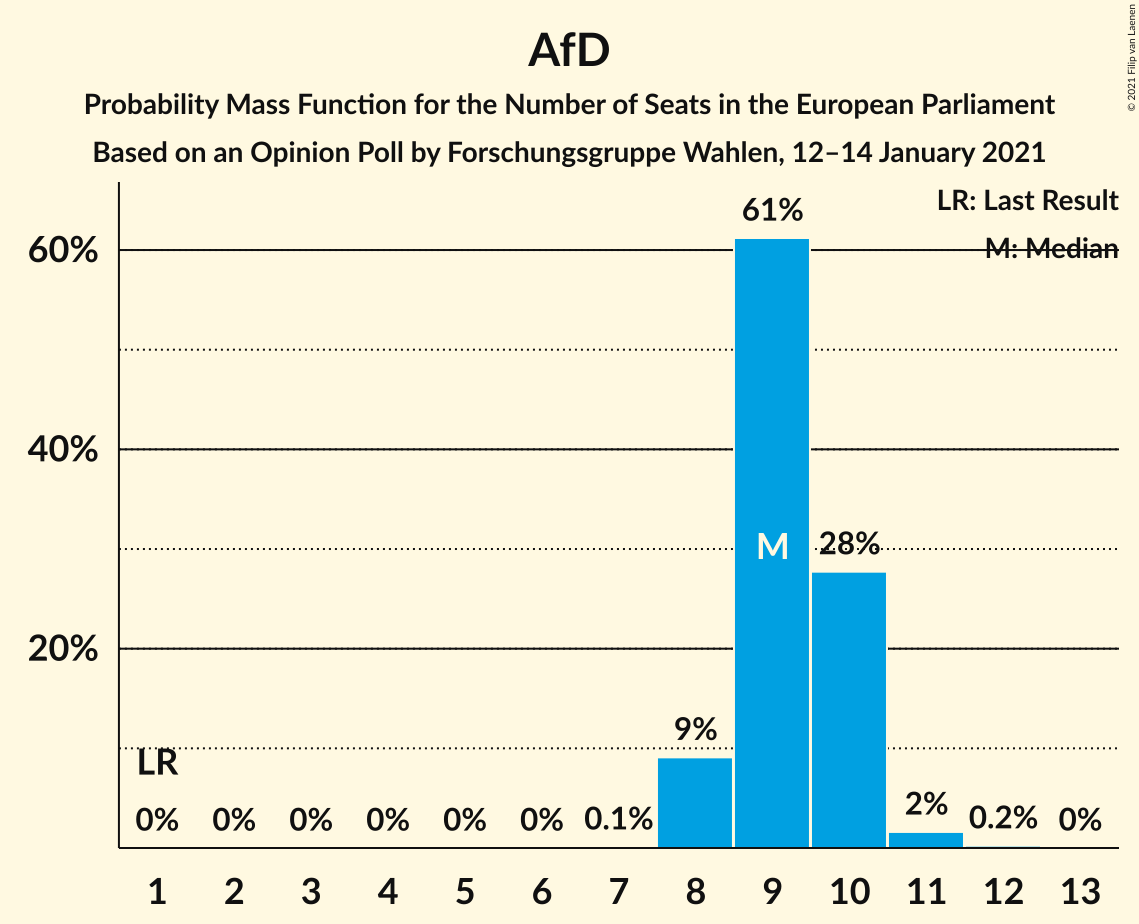 AfD
Probability Mass Function for the Number of Seats in the European Parliament
Based on an Opinion Poll by Forschungsgruppe Wahlen, 12–14 January 2021
© 2021 Filip van Laenen
LR: Last Result
M: Median
60%
40%
20%
61%
M
28%
9%
LR
0% 0% 0% 0% 0% 0% 0.1% 2% 0.2% 0%
1 2 3 4 5 6 7 8 9 10 11 12 13